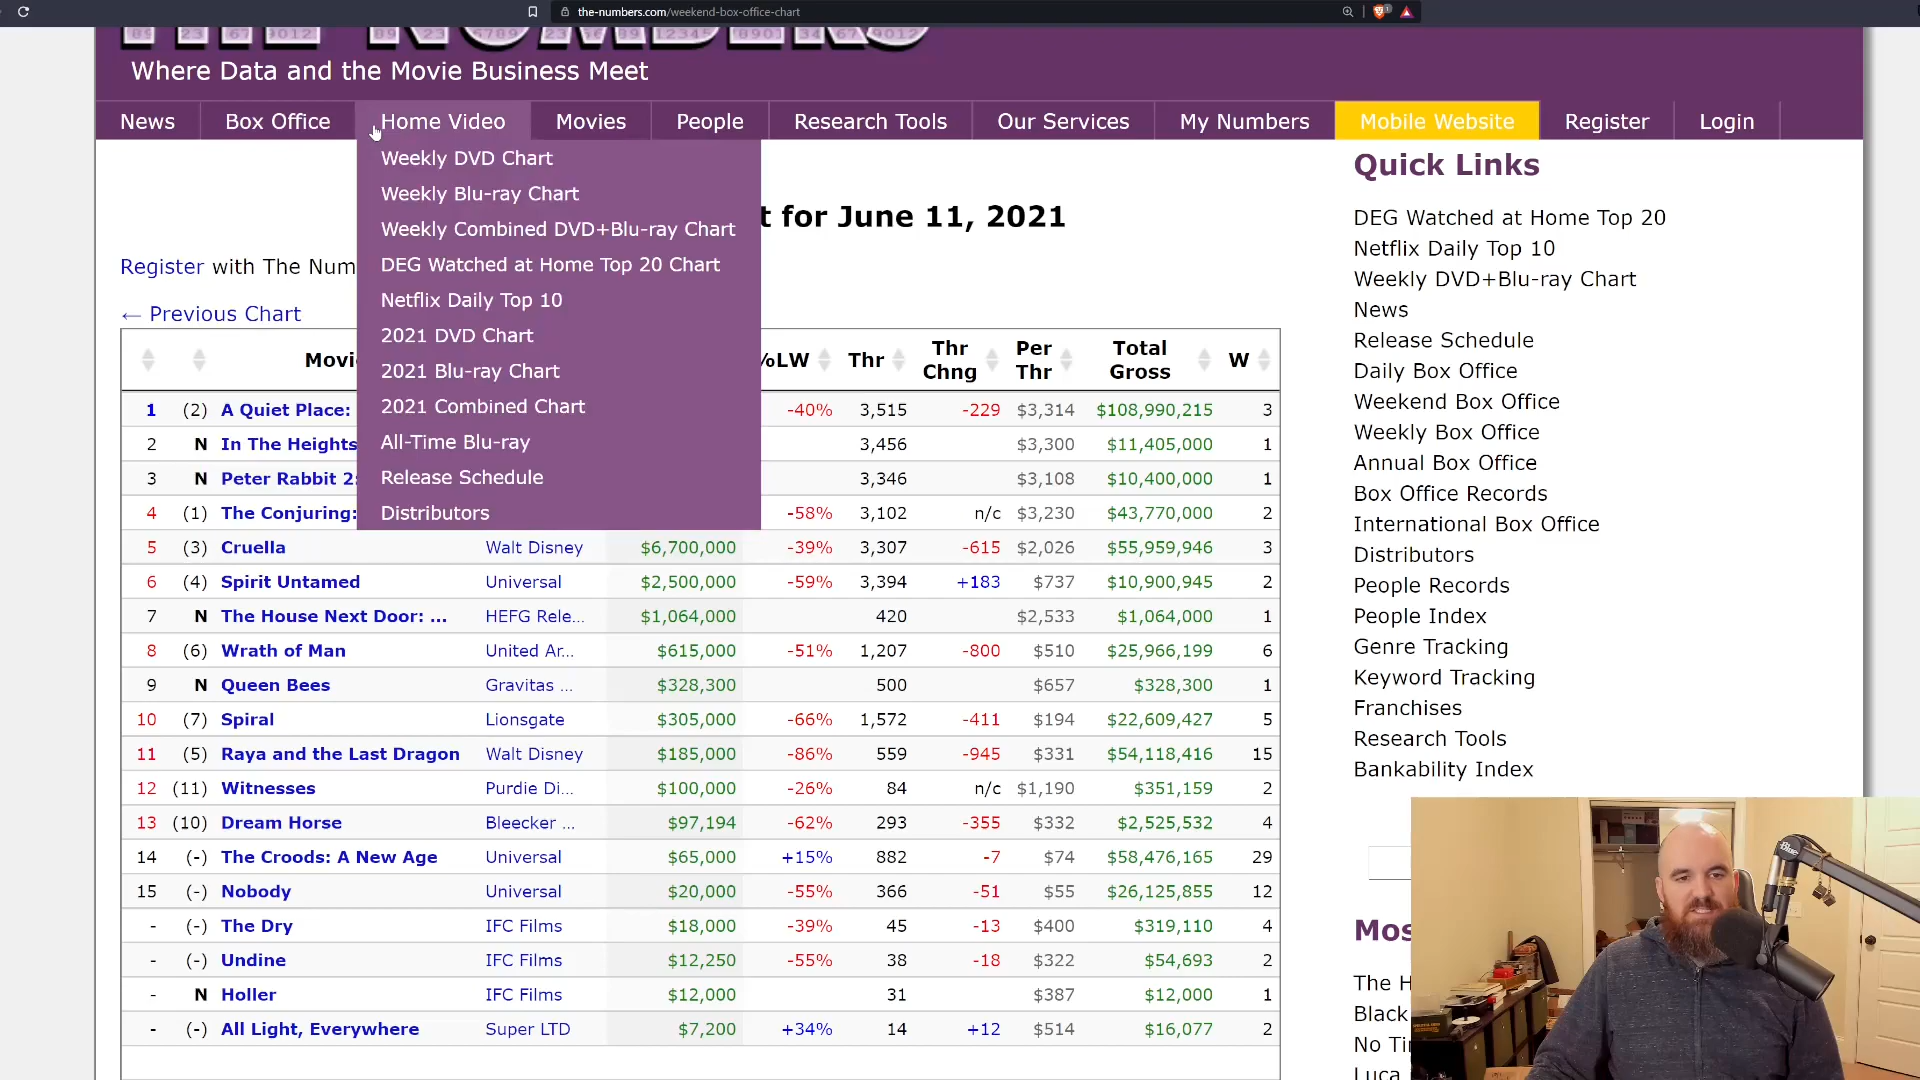 the-numbers.com/weekend-box-office-chart
Where Data and the Movie Business Meet
News Box Office Home Video Movies People Research Tools Our Services My Numbers Mobile Website Register Login
Weekly DVD Chart
Weekly Blu-ray Chart
Weekly Combined DVD+Blu-ray Chart
DEG Watched at Home Top 20 Chart
Netflix Daily Top 10
2021 DVD Chart
2021 Blu-ray Chart
2021 Combined Chart
All-Time Blu-ray
Release Schedule
Distributors
t for June 11, 2021
Register with The Num
← Previous Chart
Movi %LW Thr Thr Chng Per Thr Total Gross W
1 (2) A Quiet Place: -40% 3,515 -229 $3,314 $108,990,215 3
2 N In The Heights 3,456 $3,300 $11,405,000 1
3 N Peter Rabbit 2: 3,346 $3,108 $10,400,000 1
4 (1) The Conjuring: -58% 3,102 n/c $3,230 $43,770,000 2
5 (3) Cruella Walt Disney $6,700,000 -39% 3,307 -615 $2,026 $55,959,946 3
6 (4) Spirit Untamed Universal $2,500,000 -59% 3,394 +183 $737 $10,900,945 2
7 N The House Next Door: ... HEFG Rele... $1,064,000 420 $2,533 $1,064,000 1
8 (6) Wrath of Man United Ar... $615,000 -51% 1,207 -800 $510 $25,966,199 6
9 N Queen Bees Gravitas ... $328,300 500 $657 $328,300 1
10 (7) Spiral Lionsgate $305,000 -66% 1,572 -411 $194 $22,609,427 5
11 (5) Raya and the Last Dragon Walt Disney $185,000 -86% 559 -945 $331 $54,118,416 15
12 (11) Witnesses Purdie Di... $100,000 -26% 84 n/c $1,190 $351,159 2
13 (10) Dream Horse Bleecker ... $97,194 -62% 293 -355 $332 $2,525,532 4
14 (-) The Croods: A New Age Universal $65,000 +15% 882 -7 $74 $58,476,165 29
15 (-) Nobody Universal $20,000 -55% 366 -51 $55 $26,125,855 12
- (-) The Dry IFC Films $18,000 -39% 45 -13 $400 $319,110 4
- (-) Undine IFC Films $12,250 -55% 38 -18 $322 $54,693 2
- N Holler IFC Films $12,000 31 $387 $12,000 1
- (-) All Light, Everywhere Super LTD $7,200 +34% 14 +12 $514 $16,077 2
Quick Links
DEG Watched at Home Top 20
Netflix Daily Top 10
Weekly DVD+Blu-ray Chart
News
Release Schedule
Daily Box Office
Weekend Box Office
Weekly Box Office
Annual Box Office
Box Office Records
International Box Office
Distributors
People Records
People Index
Genre Tracking
Keyword Tracking
Franchises
Research Tools
Bankability Index
Mos
The H
Black
No Ti
Luca
Blue